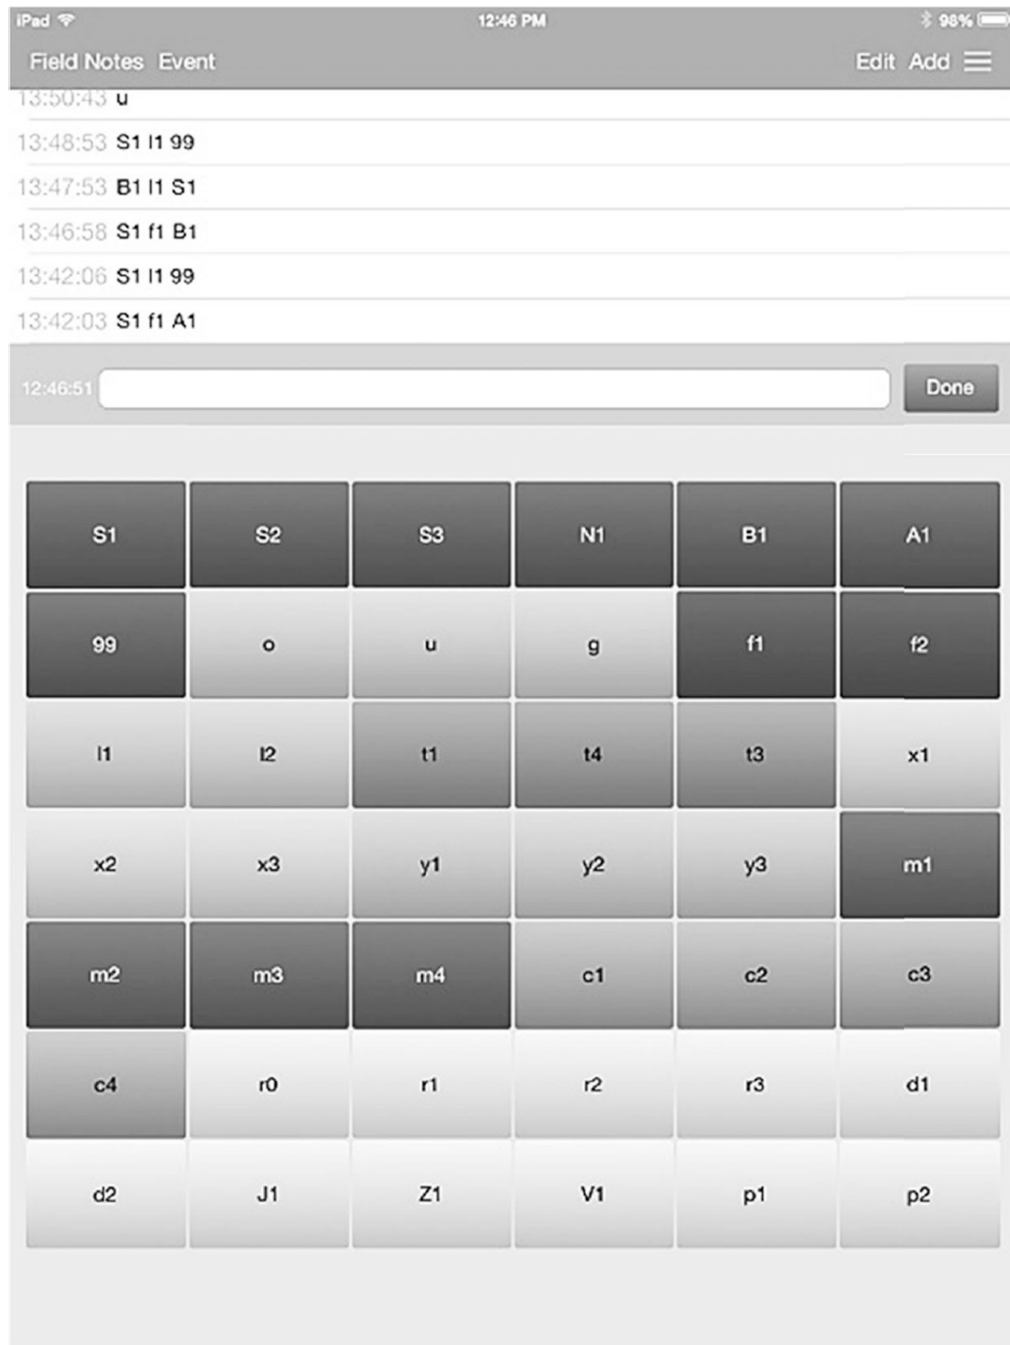 iPad 12:46 PM 98%
Field Notes Event Edit Add
13:50:43 u
13:48:53 S1 l1 99
13:47:53 B1 l1 S1
13:46:58 S1 f1 B1
13:42:06 S1 l1 99
13:42:03 S1 f1 A1
12:46:51 Done
S1 S2 S3 N1 B1 A1
99 o u g f1 f2
l1 l2 t1 t4 t3 x1
x2 x3 y1 y2 y3 m1
m2 m3 m4 c1 c2 c3
c4 r0 r1 r2 r3 d1
d2 J1 Z1 V1 p1 p2